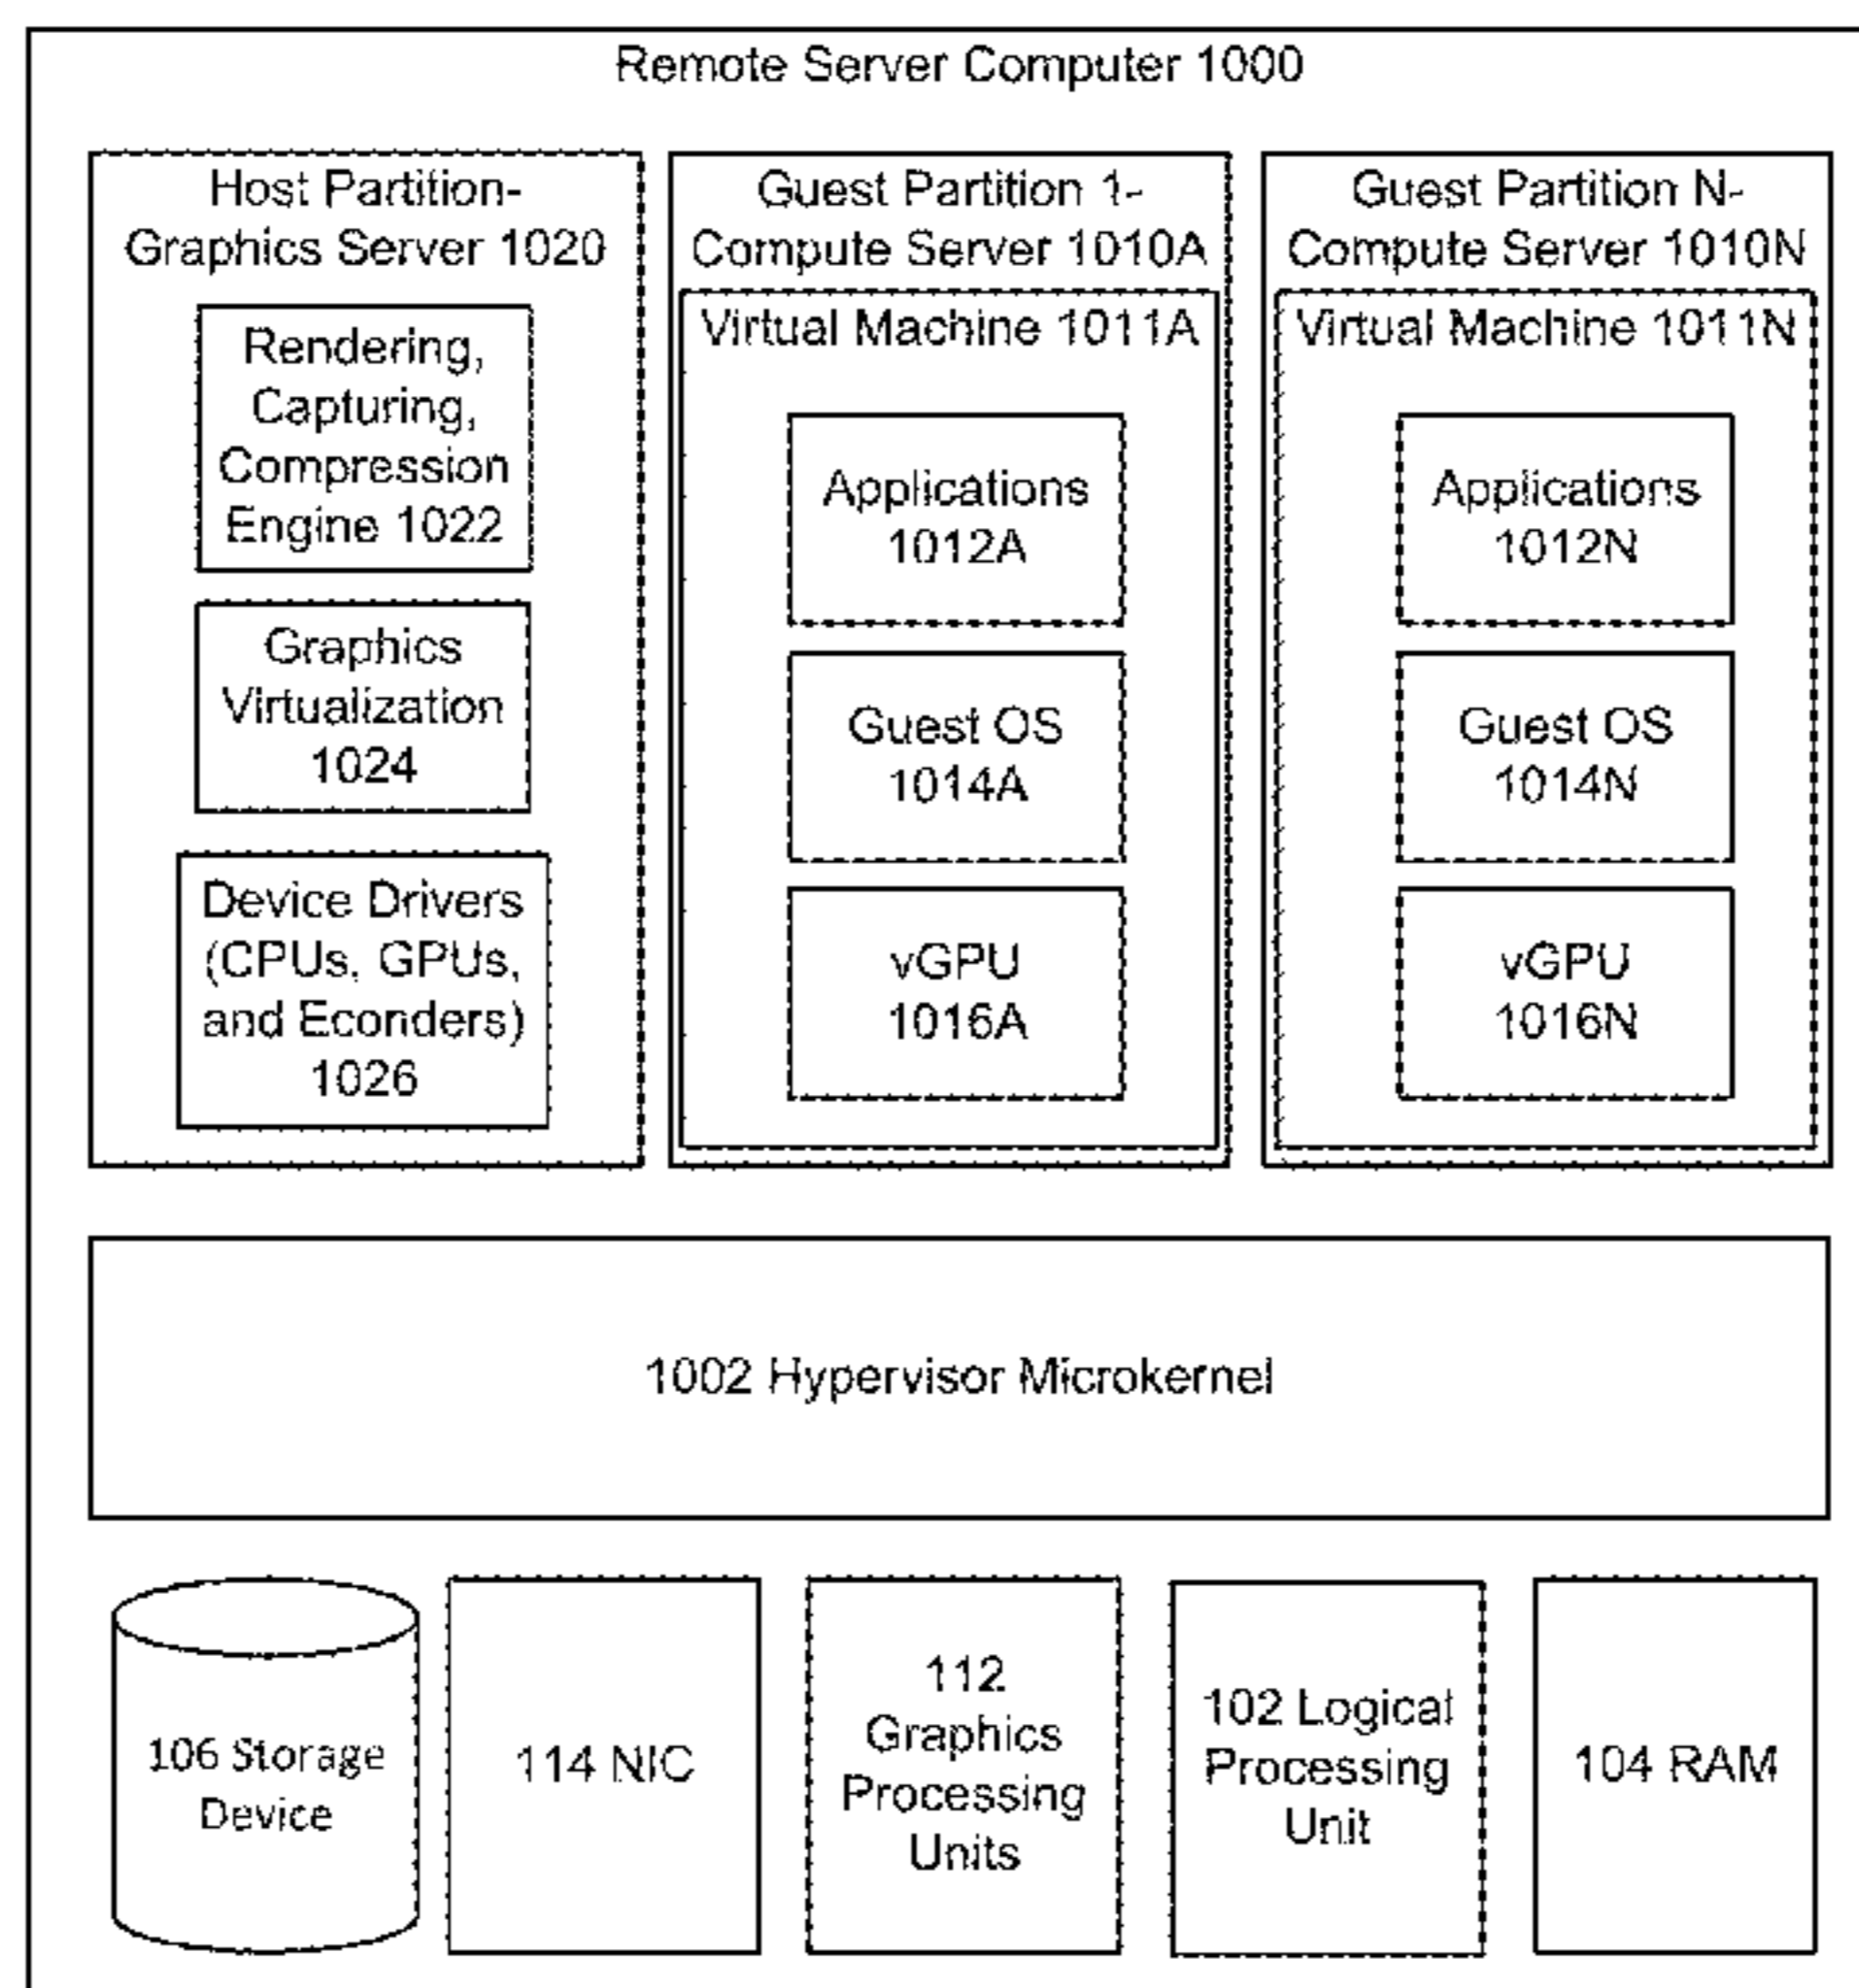 Remote Server Computer 1000
Host Partition-
Graphics Server 1020
Rendering,
Capturing,
Compression
Engine 1022
Graphics
Virtualization
1024
Device Drivers
(CPUs, GPUs,
and Econders)
1026
Guest Partition 1-
Compute Server 1010A
Virtual Machine 1011A
Applications
1012A
Guest OS
1014A
vGPU
1016A
Guest Partition N-
Compute Server 1010N
Virtual Machine 1011N
Applications
1012N
Guest OS
1014N
vGPU
1016N
1002 Hypervisor Microkernel
106 Storage
Device
114 NIC
112
Graphics
Processing
Units
102 Logical
Processing
Unit
104 RAM